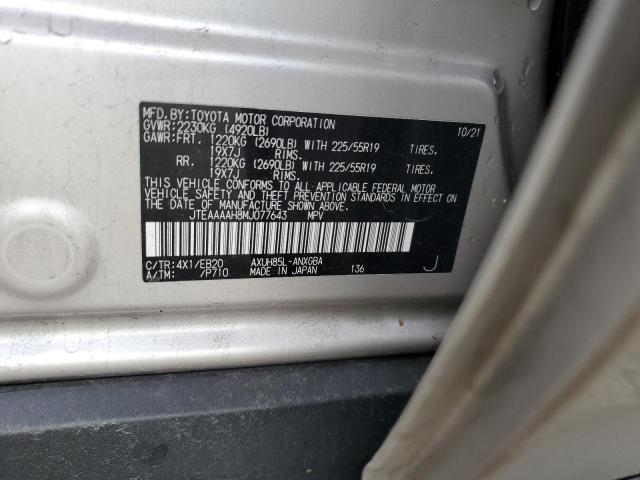 MFD.BY:TOYOTA MOTOR CORPORATION 10/21
GVWR:2230KG (4920LB)
GAWR:FRT. 1220KG (2690LB) WITH 225/55R19 TIRES.
19X7J RIMS.
RR. 1220KG (2690LB) WITH 225/55R19 TIRES.
19X7J RIMS.
THIS VEHICLE CONFORMS TO ALL APPLICABLE FEDERAL MOTOR
VEHICLE SAFETY AND THEFT PREVENTION STANDARDS IN EFFECT ON
THE DATE OF MANUFACTURE SHOWN ABOVE.
JTEAAAAH8MJ077643 MPV
C/TR:4X1/EB20 AXUH85L-ANXGBA J
A/TM: /P710 MADE IN JAPAN 136